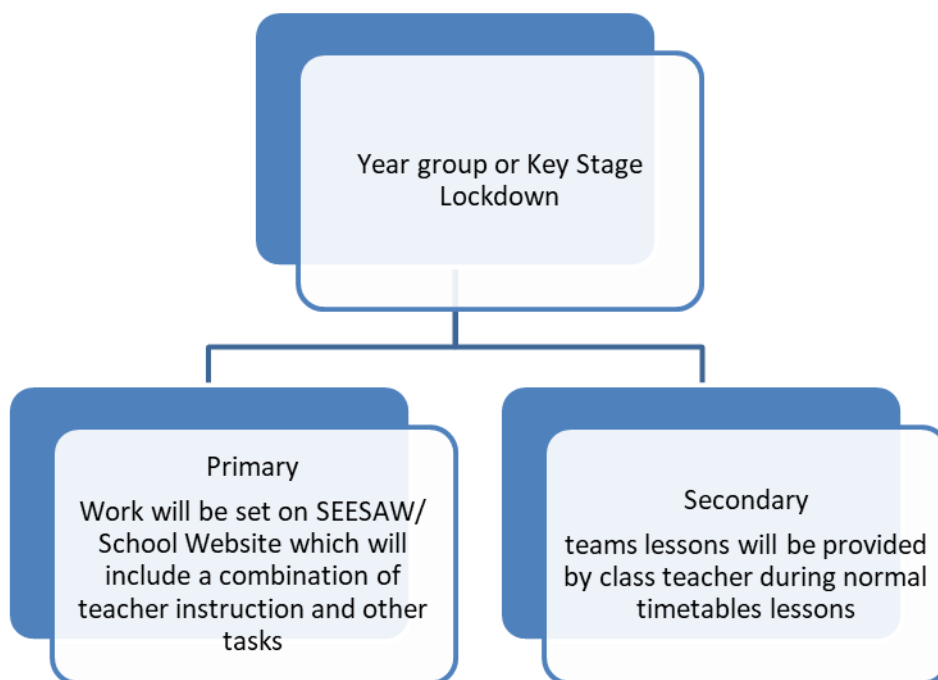 Year group or Key Stage
Lockdown
Primary
Work will be set on SEESAW/
School Website which will
include a combination of
teacher instruction and other
tasks
Secondary
teams lessons will be provided
by class teacher during normal
timetables lessons